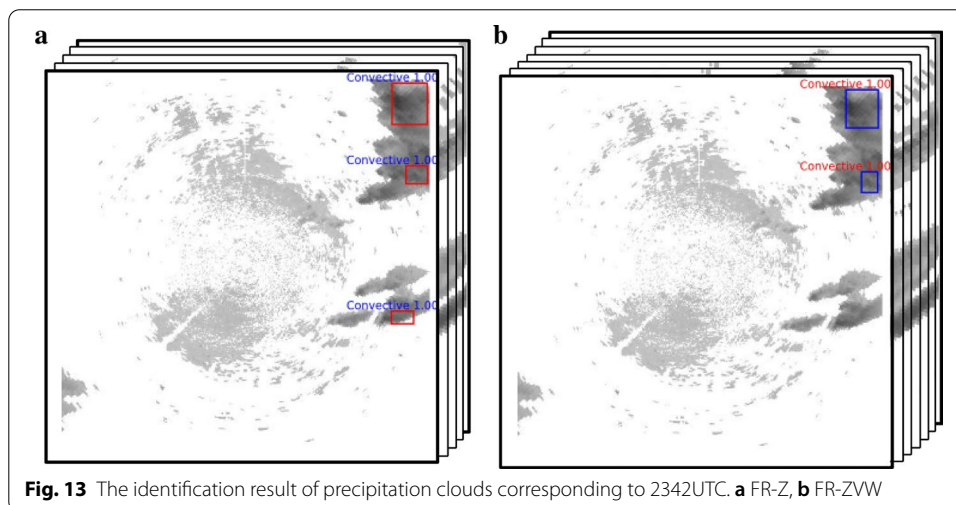 a
Convective 1.00
Convective 1.00
Convective 1.00
b
Convective 1.00
Convective 1.00
Fig. 13 The identification result of precipitation clouds corresponding to 2342UTC. a FR-Z, b FR-ZVW